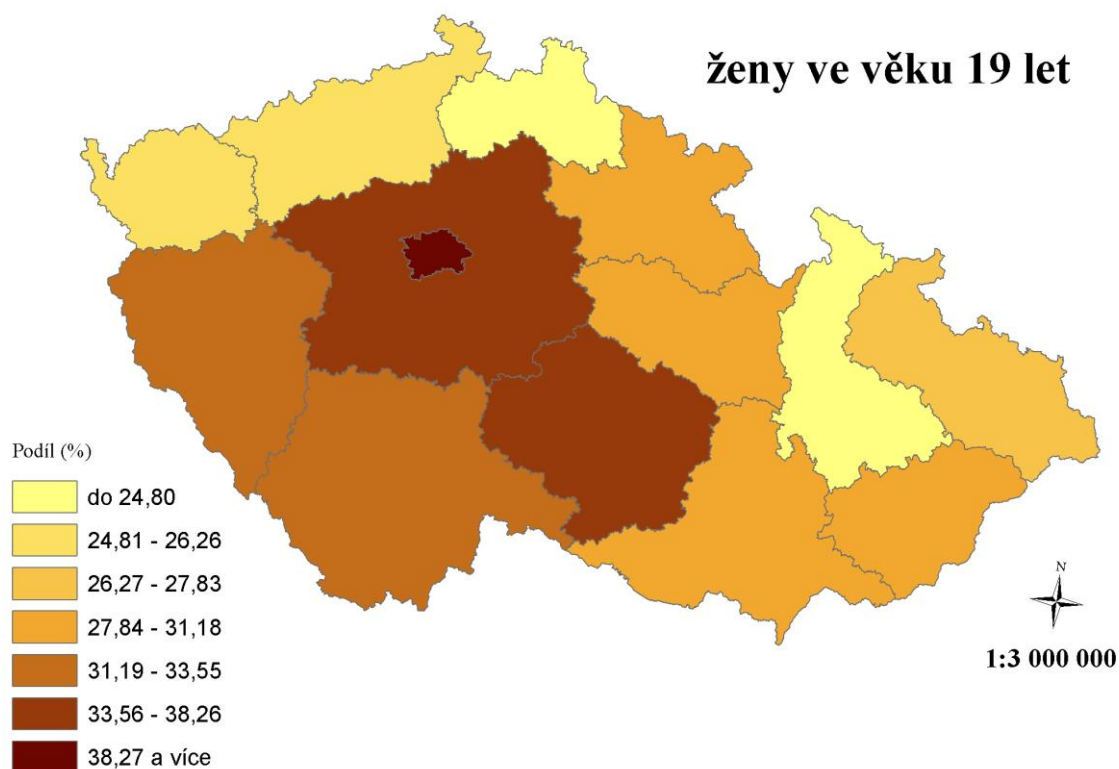 ženy ve věku 19 let
Podíl (%)
do 24,80
24,81 - 26,26
26,27 - 27,83
27,84 - 31,18
31,19 - 33,55
33,56 - 38,26
38,27 a více
N
1:3 000 000